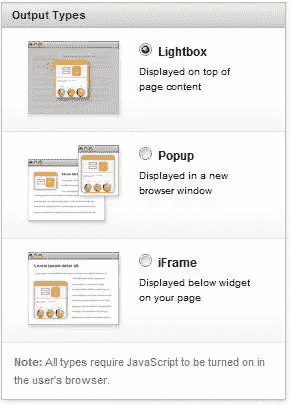 Output Types
Lightbox
Displayed on top of
page content
Popup
Displayed in a new
browser window
iFrame
Displayed below widget
on your page
Note: All types require JavaScript to be turned on in
the user's browser.